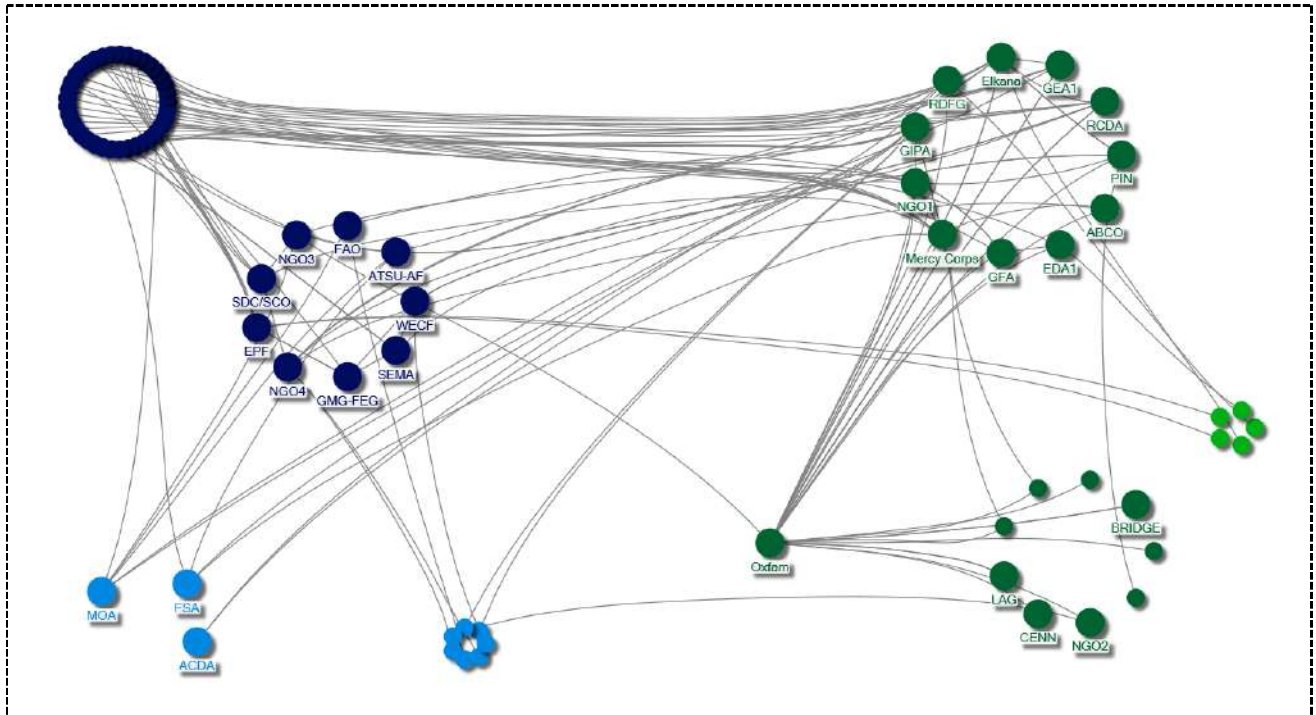 Elkana
GEA1
RDFG
RCDA
GIPA
PIN
NGO1
ABCO
Mercy Corps
GFA
EDA1
FAO
NGO3
ATSU-AF
SDC/SCO
WECF
EPF
SEMA
NGO4
GMG-FEG
BRIDGE
Oxfam
LAG
CENN
NGO2
MOA
FSA
ACDA